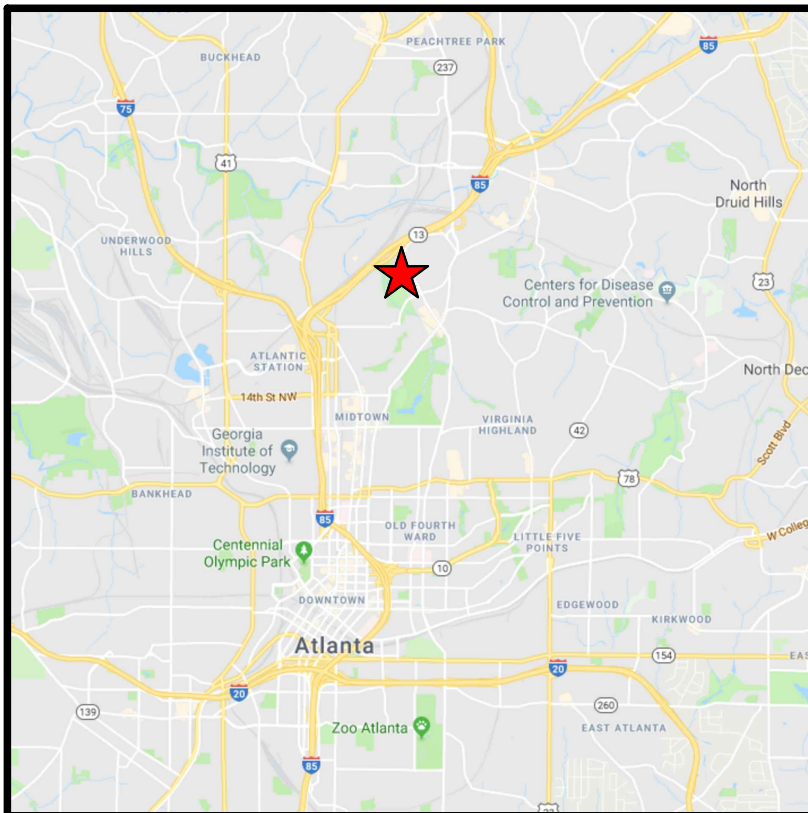 PEACHTREE PARK
85
BUCKHEAD
237
75
41
85
North
Druid Hills
13
UNDERWOOD
HILLS
23
Centers for Disease
Control and Prevention
ATLANTIC
STATION
North Dec
14th St NW
MIDTOWN
VIRGINIA
HIGHLAND
42
Georgia
Institute of
Technology
Scott Blvd
78
BANKHEAD
85
OLD FOURTH
WARD
W Colleg
LITTLE FIVE
POINTS
Centennial
Olympic Park
10
DOWNTOWN
EDGEWOOD
KIRKWOOD
Atlanta
154
EAS
20
20
139
260
Zoo Atlanta
EAST ATLANTA
85
23